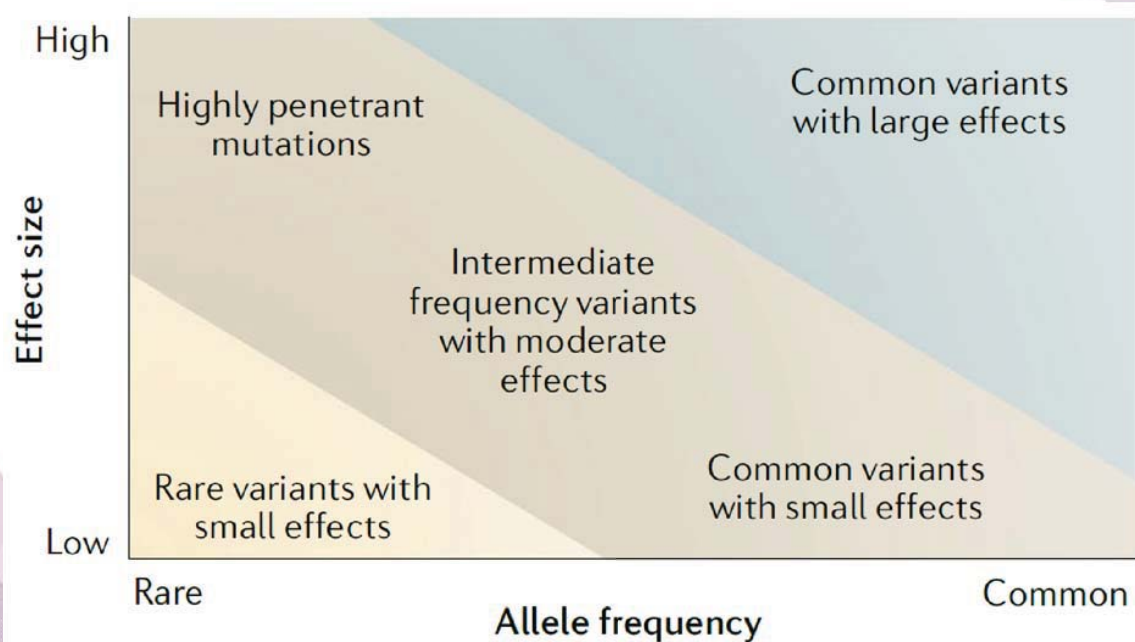 High
Highly penetrant
mutations
Common variants
with large effects
Effect size
Intermediate
frequency variants
with moderate
effects
Rare variants with
small effects
Common variants
with small effects
Low
Rare
Common
Allele frequency